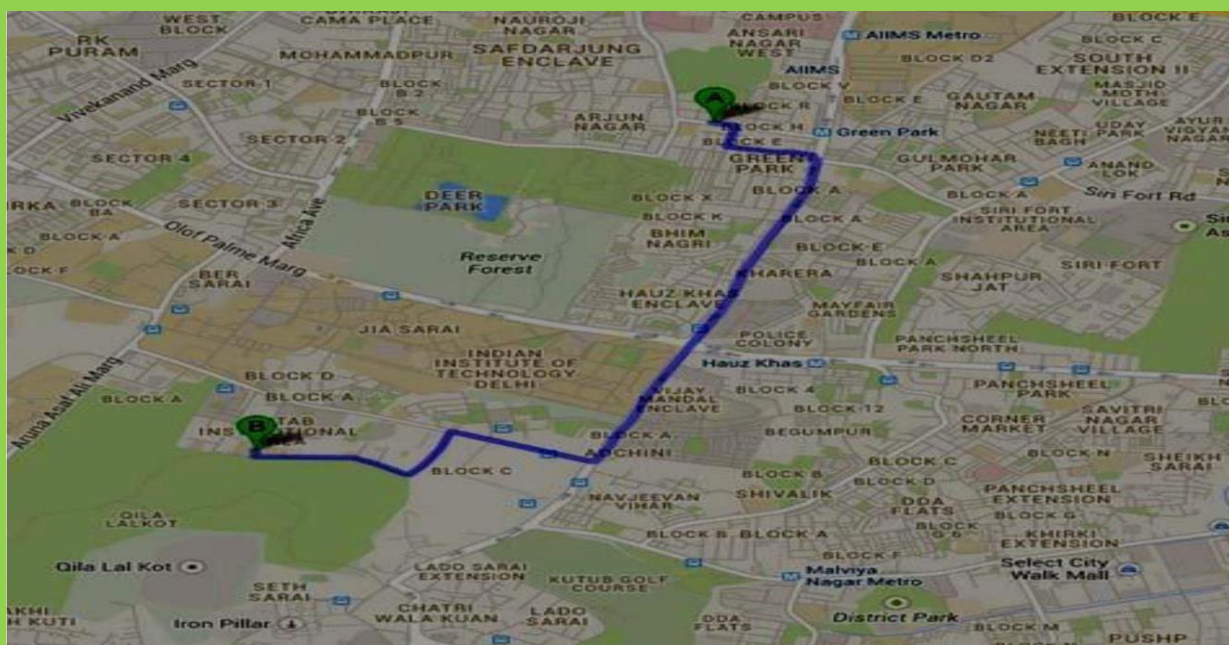 WEST
BLOCK
CAMA PLACE
NAUROJI
NAGAR
CAMPUS
BLOCK E
RK
PURAM
MOHAMMADPUR
SAFDARJUNG
ENCLAVE
ANSARI
NAGAR
WEST
AIIMS Metro
BLOCK C
BLOCK D2
SOUTH
EXTENSION II
SECTOR 1
BLOCK
B 2
AIIMS
BLOCK V
MASJID
MOTH
VILLAGE
Vivekanand Marg
A
BLOCK R
BLOCK E
GAUTAM
NAGAR
BLOCK
B 5
ARJUN
NAGAR
BLOCK H
Green Park
UDAY
PARK
AYUR
VIGYAN
NAGAR
SECTOR 2
BLOCK E
NEETI
BAGH
SECTOR 4
GREEN
PARK
GULMOHAR
PARK
ANAND
LOK
DEER
PARK
BLOCK X
BLOCK A
BLOCK A
Siri Fort Rd
BLOCK
8A
SECTOR 3
Africa Ave
BLOCK K
BLOCK A
SIRI FORT
INSTITUTIONAL
AREA
BLOCK A
Olof Palme Marg
BHIM
NAGRI
BLOCK E
BLOCK F
BER
SARAI
Reserve
Forest
KHARERA
BLOCK A
SHAHPUR
JAT
SIRI FORT
HAUZ KHAS
ENCLAVE
MAYFAIR
GARDENS
JIA SARAI
POLICE
COLONY
PANCHSHEEL
PARK NORTH
INDIAN
INSTITUTE OF
TECHNOLOGY
DELHI
Hauz Khas
Aruna Asaf Ali Marg
BLOCK D
BLOCK A
BLOCK A
VIJAY
MANDAL
ENCLAVE
BLOCK 4
PANCHSHEEL
PARK
BLOCK 12
CORNER
MARKET
SAVITRI
NAGAR
VILLAGE
B
BLOCK A
ADCHINI
BEGUMPUR
BLOCK C
BLOCK C
BLOCK N
SHEIKH
SARAI
BLOCK B
BLOCK D
NAVJEEVAN
VIHAR
SHIVALIK
DDA
FLATS
PANCHSHEEL
EXTENSION
QILA
LALKOT
BLOCK B
BLOCK A
BLOCK
G 6
BLOCK G
KHIRKI
EXTENSION
BLOCK F
Qila Lal Kot
LADO SARAI
EXTENSION
KUTUB GOLF
COURSE
Malviya
Nagar Metro
Select City
Walk Mall
SETH
SARAI
Iron Pillar
CHATRI
WALA KUAN
LADO
SARAI
DDA
FLATS
District Park
BLOCK M
PUSHP